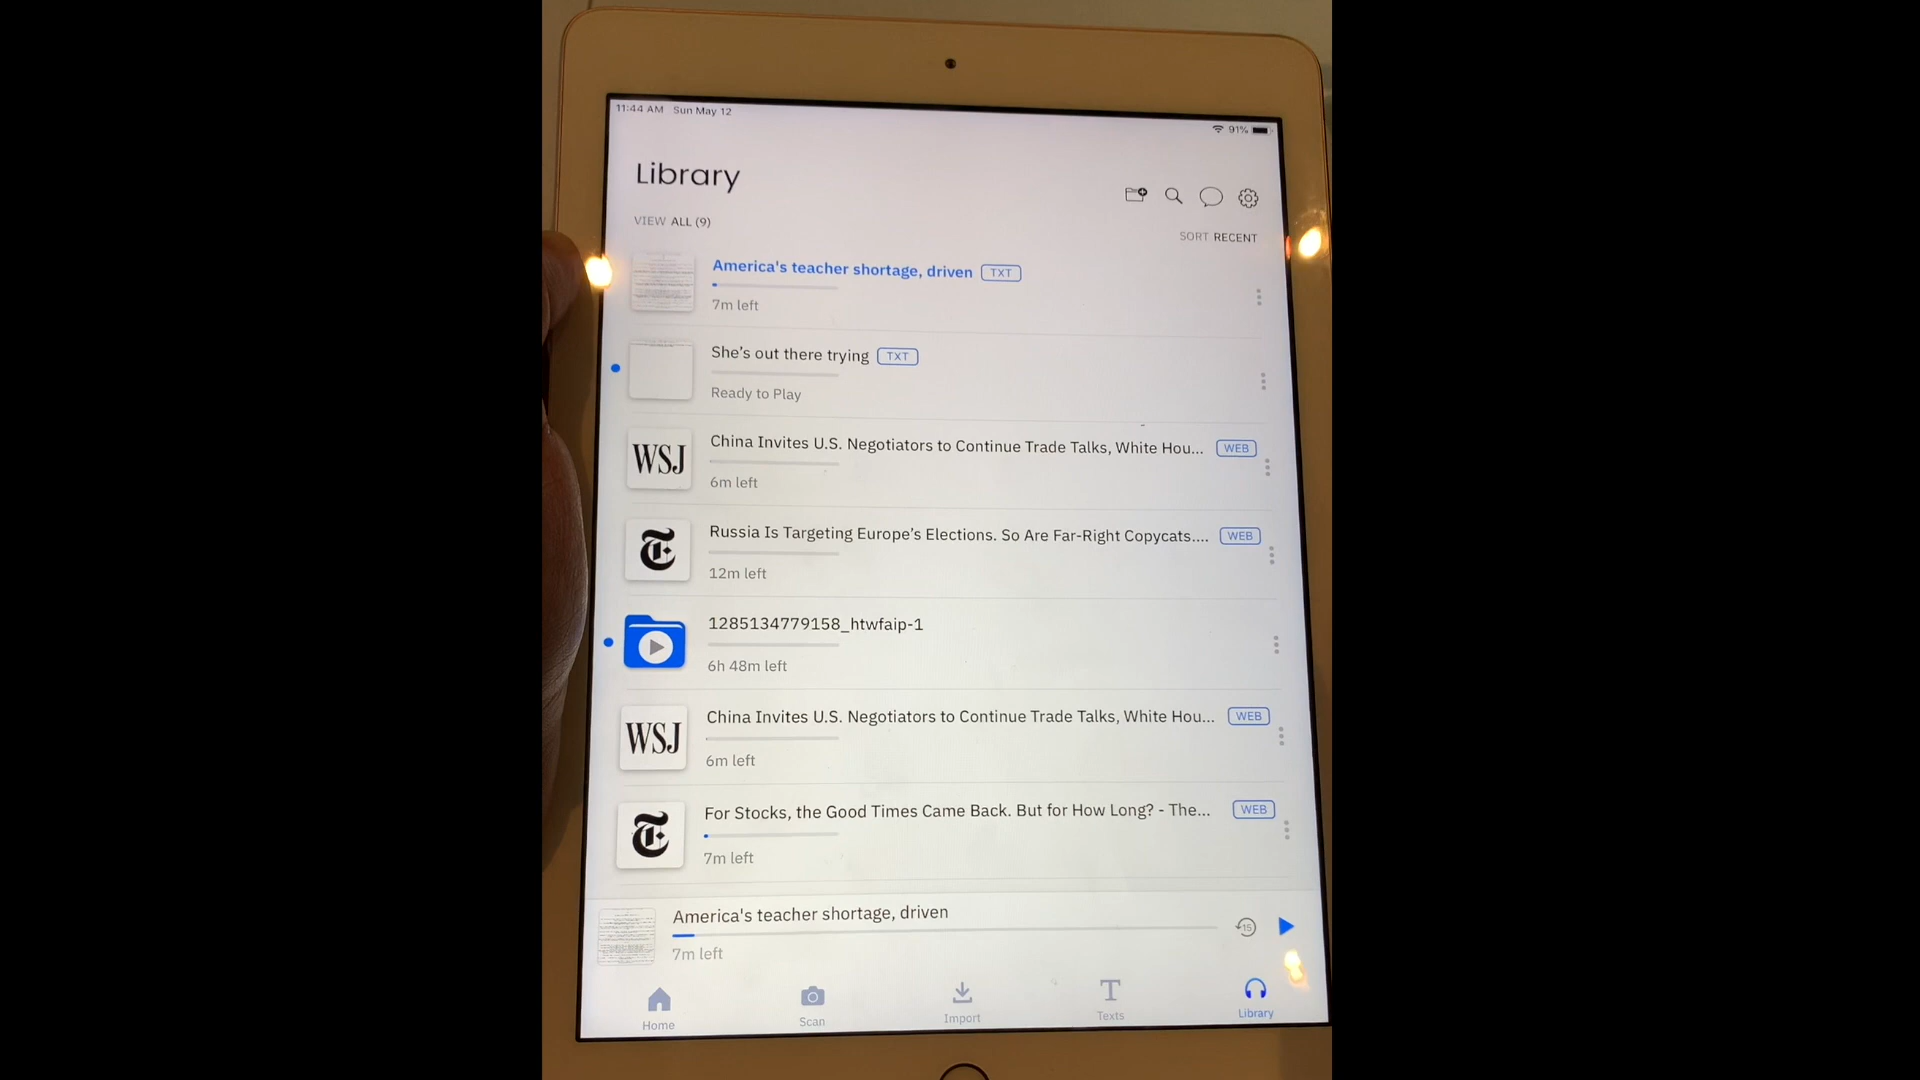 11:44 AM Sun May 12
91%
Library
VIEW ALL (9)
SORT RECENT
America's teacher shortage, driven TXT
7m left
She’s out there trying TXT
Ready to Play
WSJ
China Invites U.S. Negotiators to Continue Trade Talks, White Hou... WEB
6m left
T
Russia Is Targeting Europe’s Elections. So Are Far-Right Copycats.... WEB
12m left
1285134779158_htwfaip-1
6h 48m left
WSJ
China Invites U.S. Negotiators to Continue Trade Talks, White Hou... WEB
6m left
T
For Stocks, the Good Times Came Back. But for How Long? - The... WEB
7m left
America's teacher shortage, driven
15
7m left
Home Scan Import Texts Library